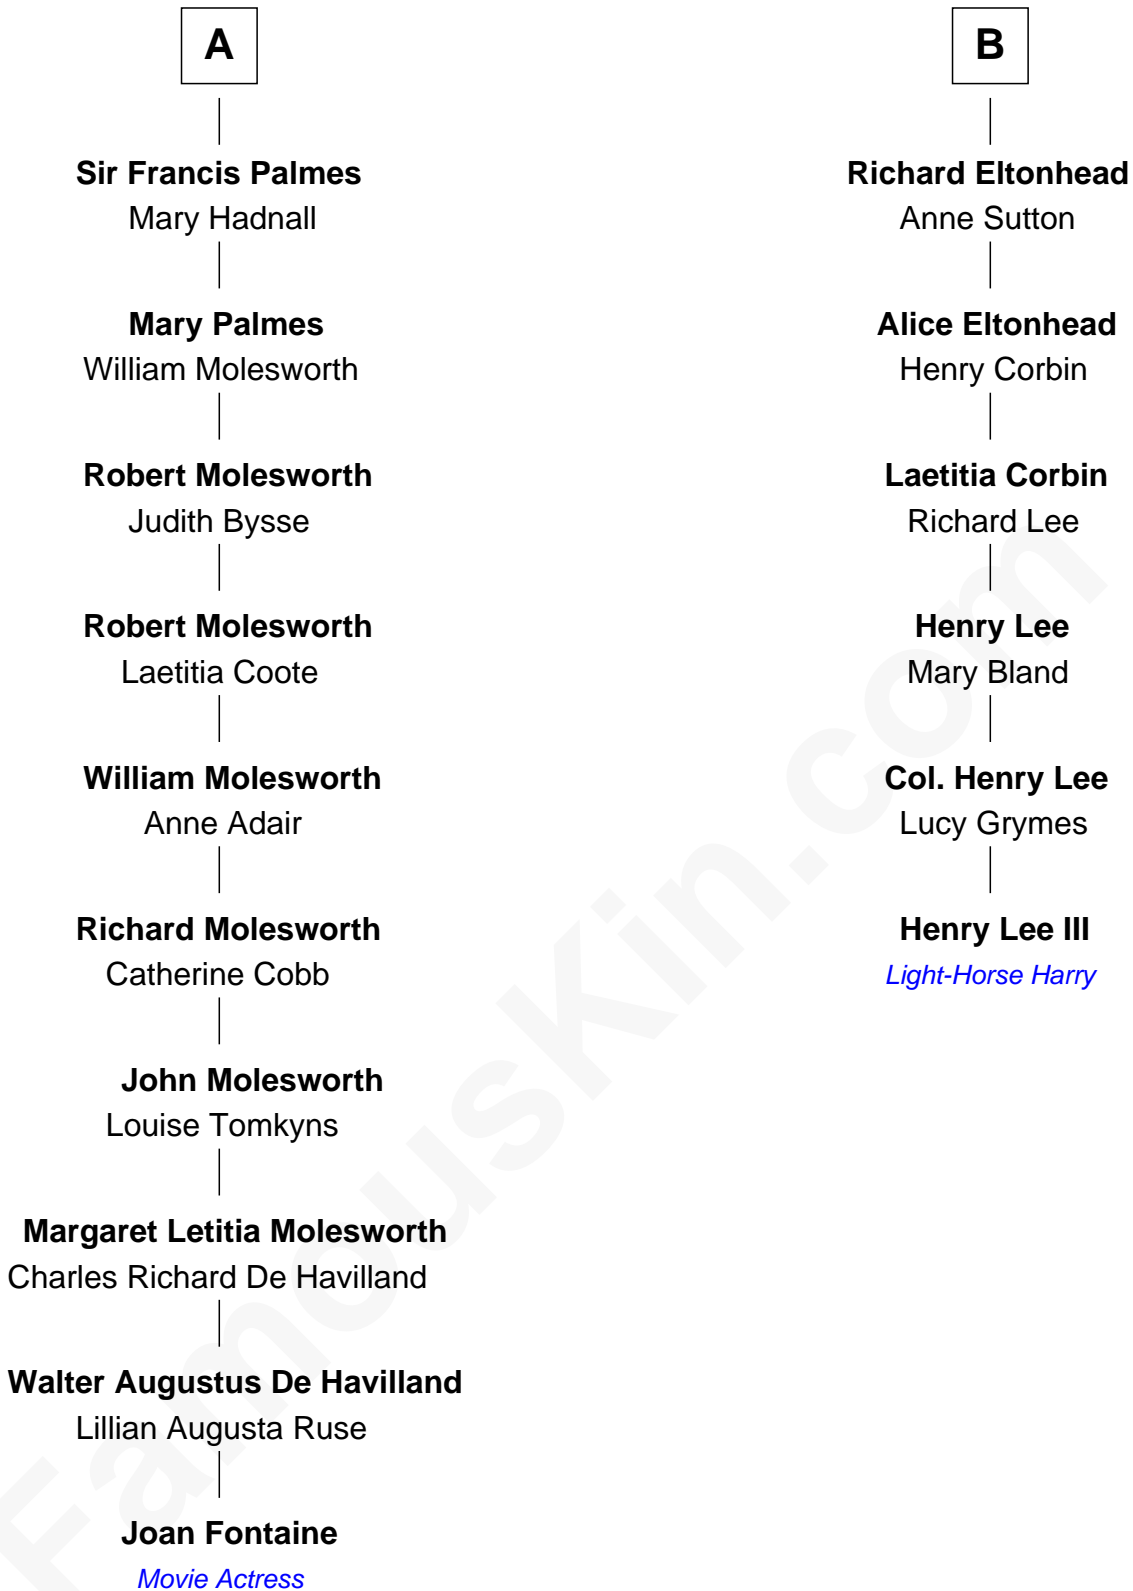 A
Sir Francis Palmes
Mary Hadnall
Mary Palmes
William Molesworth
Robert Molesworth
Judith Bysse
Robert Molesworth
Laetitia Coote
William Molesworth
Anne Adair
Richard Molesworth
Catherine Cobb
John Molesworth
Louise Tomkyns
Margaret Letitia Molesworth
Charles Richard De Havilland
Walter Augustus De Havilland
Lillian Augusta Ruse
Joan Fontaine
Movie Actress
B
Richard Eltonhead
Anne Sutton
Alice Eltonhead
Henry Corbin
Laetitia Corbin
Richard Lee
Henry Lee
Mary Bland
Col. Henry Lee
Lucy Grymes
Henry Lee III
Light-Horse Harry
FamousKin.com